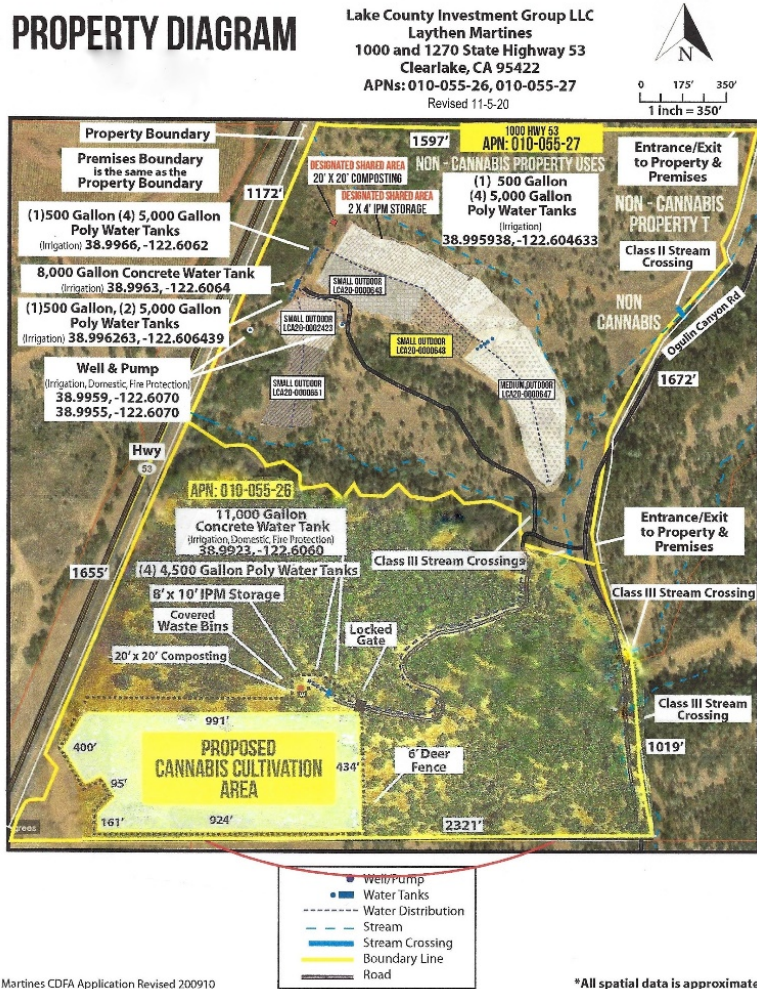 PROPERTY DIAGRAM
Lake County Investment Group LLC
Laythen Martines
1000 and 1270 State Highway 53
Clearlake, CA 95422
APNs: 010-055-26, 010-055-27
Revised 11-5-20
N
0 175' 350'
1 inch = 350'
Property Boundary
Premises Boundary
is the same as the
Property Boundary
1172'
1597'
1000 HWY 53
APN: 010-055-27
NON - CANNABIS PROPERTY USES
Entrance/Exit
to Property &
Premises
DESIGNATED SHARED AREA
20' X 20' COMPOSTING
DESIGNATED SHARED AREA
2 X 4' IPM STORAGE
(1) 500 Gallon
(4) 5,000 Gallon
Poly Water Tanks
(Irrigation)
38.995938, -122.604633
NON - CANNABIS
PROPERTY T
(1)500 Gallon (4) 5,000 Gallon
Poly Water Tanks
(Irrigation) 38.9966, -122.6062
Class II Stream
Crossing
8,000 Gallon Concrete Water Tank
(Irrigation) 38.9963, -122.6064
SMALL OUTDOOR
LCA20-0000643
NON
CANNABIS
(1)500 Gallon, (2) 5,000 Gallon
Poly Water Tanks
(Irrigation) 38.996263, -122.606439
SMALL OUTDOOR
LCA20-0002423
SMALL OUTDOOR
LCA20-0000648
Ogulin Canyon Rd
Well & Pump
(Irrigation, Domestic, Fire Protection)
38.9959, -122.6070
38.9955, -122.6070
SMALL OUTDOOR
LCA20-0000651
MEDIUM OUTDOOR
LCA20-0000647
1672'
Hwy
53
APN: 010-055-26
11,000 Gallon
Concrete Water Tank
(Irrigation, Domestic, Fire Protection)
38.9923, -122.6060
Entrance/Exit
to Property &
Premises
Class III Stream Crossings
1655'
(4) 4,500 Gallon Poly Water Tanks
8' x 10' IPM Storage
Class III Stream Crossing
Covered
Waste Bins
Locked
Gate
20' x 20' Composting
Class III Stream
Crossing
991'
400'
PROPOSED
CANNABIS CULTIVATION
AREA
434'
6' Deer
Fence
1019'
95'
161'
924'
2321'
Well/Pump
Water Tanks
Water Distribution
Stream
Stream Crossing
Boundary Line
Road
Martines CDFA Application Revised 200910
*All spatial data is approximate